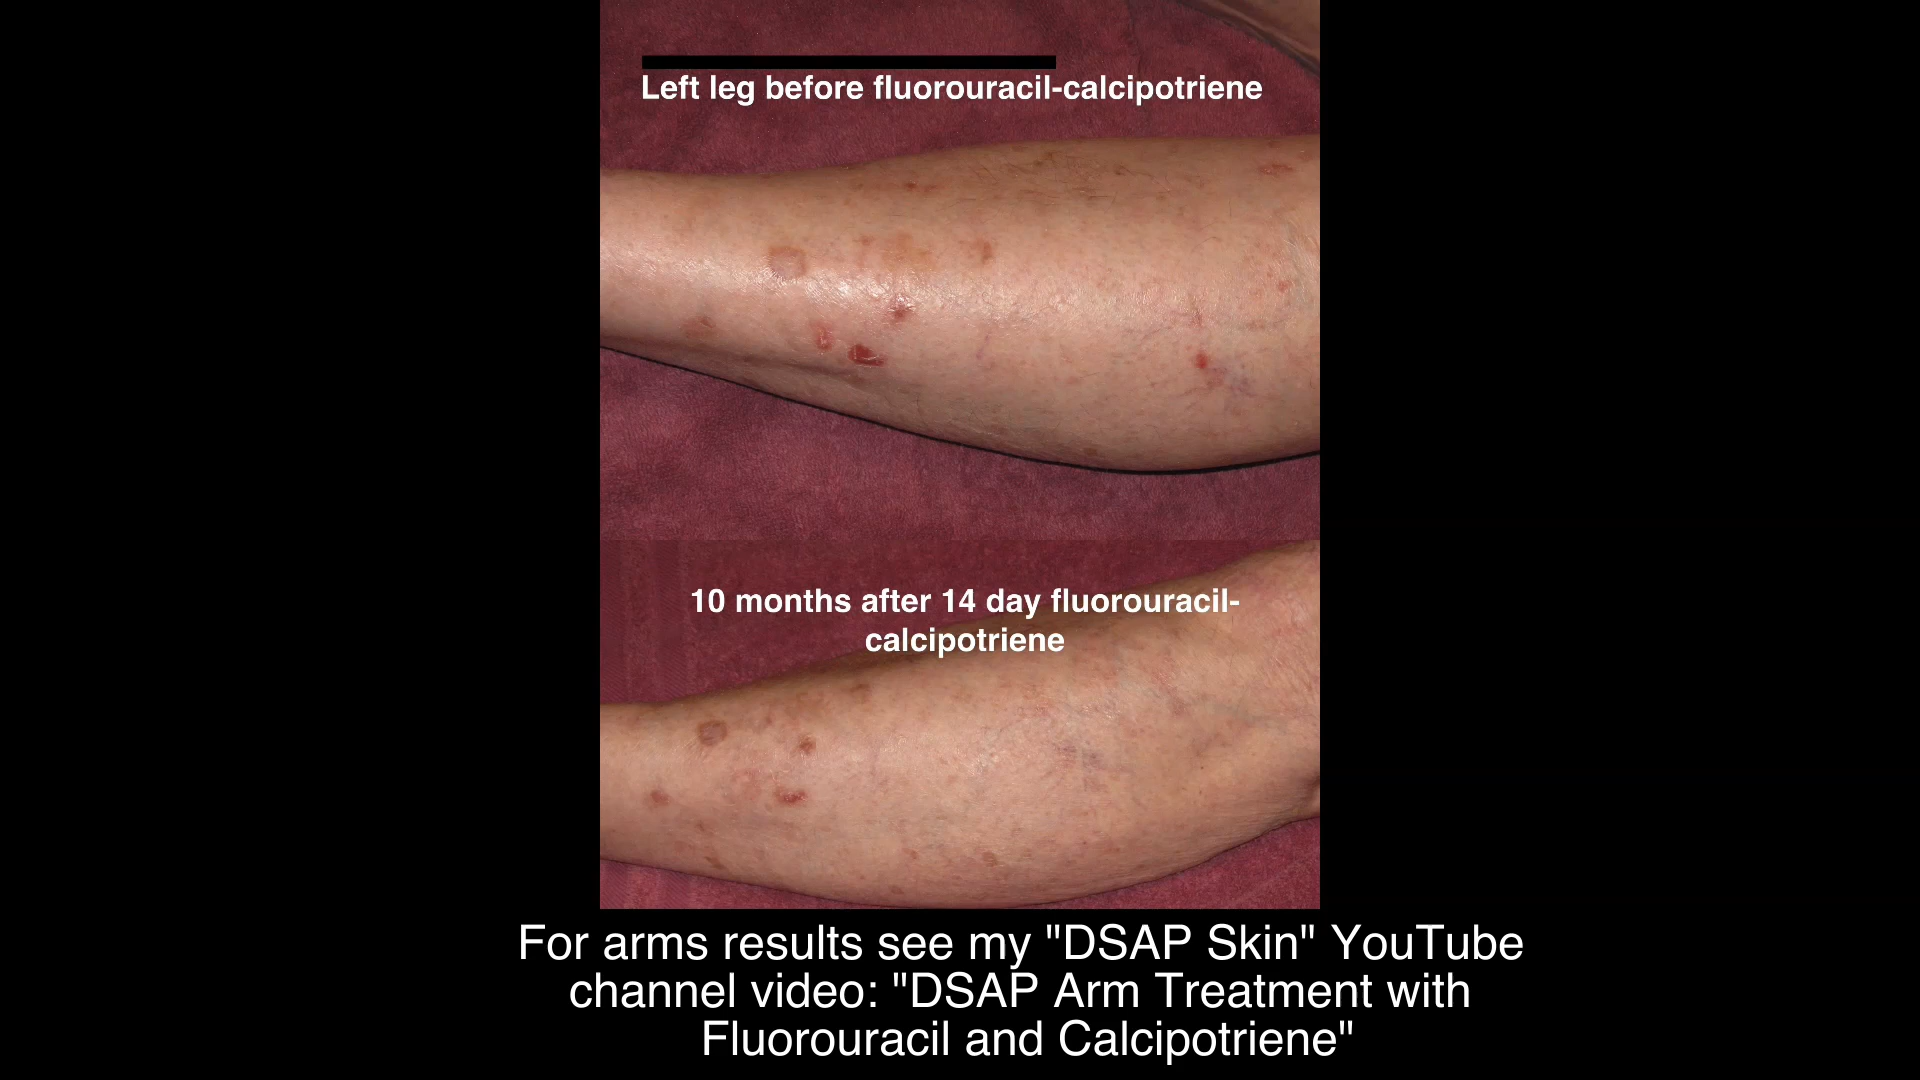 Left leg before fluorouracil-calcipotriene
10 months after 14 day fluorouracil-
calcipotriene
For arms results see my "DSAP Skin" YouTube
channel video: "DSAP Arm Treatment with
Fluorouracil and Calcipotriene"